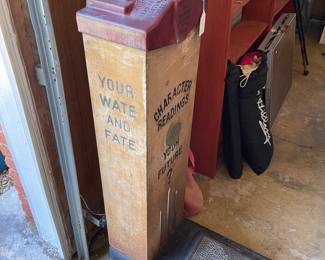 YOUR
WATE
AND
FATE
CHARACTER
READINGS
YOUR
FUTURE
?